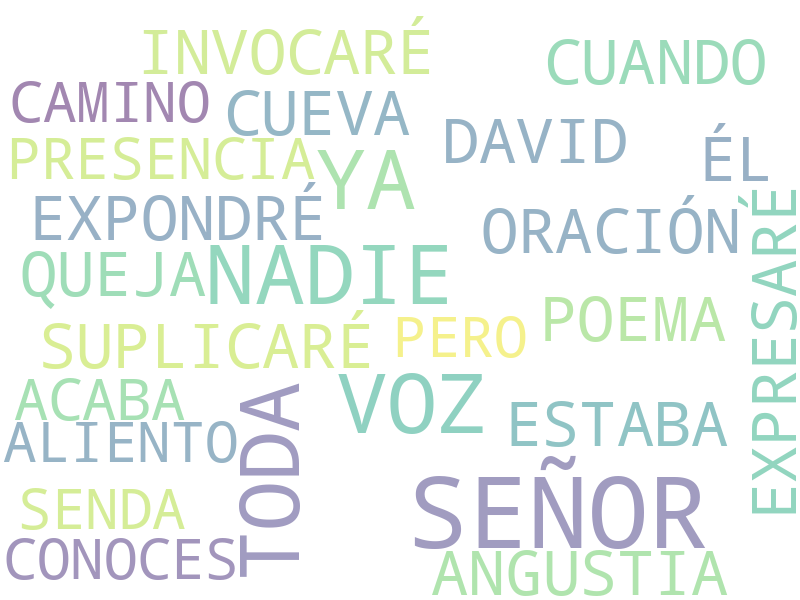 INVOCARÉ
CUANDO
CAMINO
CUEVA
DAVID
ÉL
PRESENCIA
YA
EXPONDRÉ
ORACIÓN
EXPRESARÉ
QUEJA
NADIE
POEMA
SUPLICARÉ
PERO
ACABA
VOZ
TODA
ESTABA
ALIENTO
SEÑOR
SENDA
CONOCES
ANGUSTIA